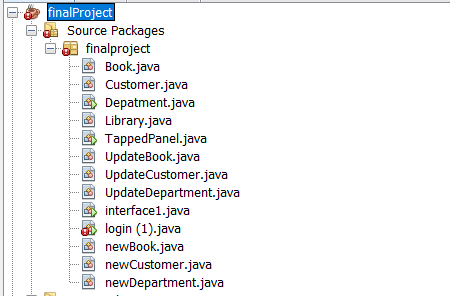 finalProject
Source Packages
finalproject
Book.java
Customer.java
Depatment.java
Library.java
TappedPanel.java
UpdateBook.java
UpdateCustomer.java
UpdateDepartment.java
interface1.java
login (1).java
newBook.java
newCustomer.java
newDepartment.java